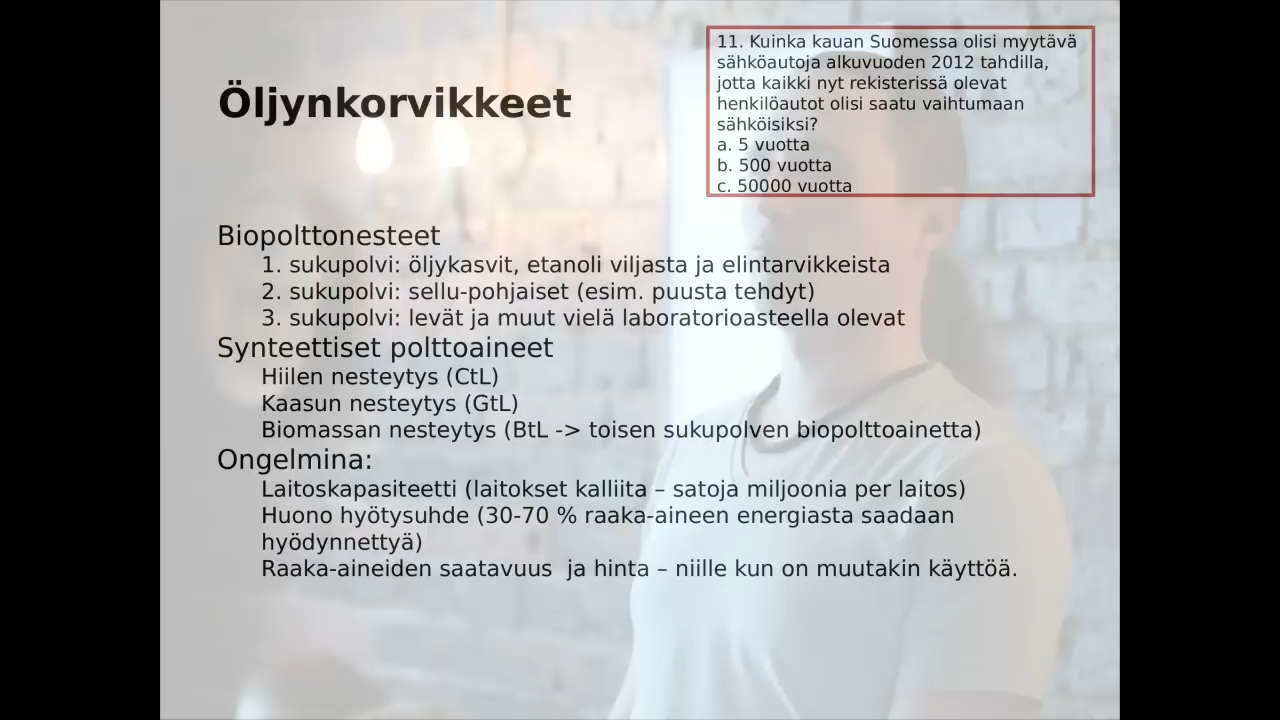 Öljynkorvikkeet
11. Kuinka kauan Suomessa olisi myytävä
sähköautoja alkuvuoden 2012 tahdilla,
jotta kaikki nyt rekisterissä olevat
henkilöautot olisi saatu vaihtumaan
sähköisiksi?
a. 5 vuotta
b. 500 vuotta
c. 50000 vuotta
Biopolttonesteet
1. sukupolvi: öljykasvit, etanoli viljasta ja elintarvikkeista
2. sukupolvi: sellu-pohjaiset (esim. puusta tehdyt)
3. sukupolvi: levät ja muut vielä laboratorioasteella olevat
Synteettiset polttoaineet
Hiilen nesteytys (CtL)
Kaasun nesteytys (GtL)
Biomassan nesteytys (BtL -> toisen sukupolven biopolttoainetta)
Ongelmina:
Laitoskapasiteetti (laitokset kalliita – satoja miljoonia per laitos)
Huono hyötysuhde (30-70 % raaka-aineen energiasta saadaan
hyödynnettyä)
Raaka-aineiden saatavuus  ja hinta – niille kun on muutakin käyttöä.